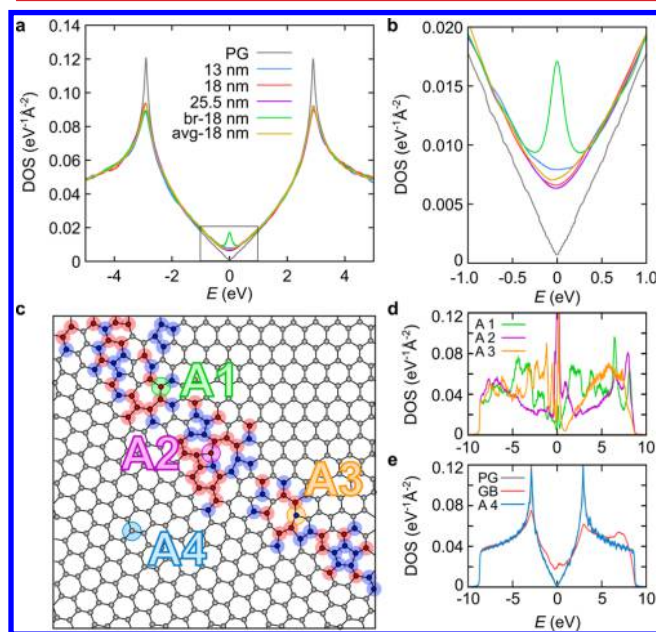 a
0.14
0.12
0.10
0.08
0.06
0.04
0.02
0
DOS (eV⁻¹Å⁻²)
PG
13 nm
18 nm
25.5 nm
br-18 nm
avg-18 nm
-4 -2 0 2 4
E (eV)
b
0.020
0.015
0.010
0.005
0
DOS (eV⁻¹Å⁻²)
-1.0 -0.5 0.0 0.5 1.0
E (eV)
c
A1
A2
A3
A4
d
0.12
0.08
0.04
0
DOS
A 1
A 2
A 3
-10 -5 0 5 10
e
0.12
0.08
0.04
0
DOS
PG
GB
A 4
-10 -5 0 5 10
E (eV)